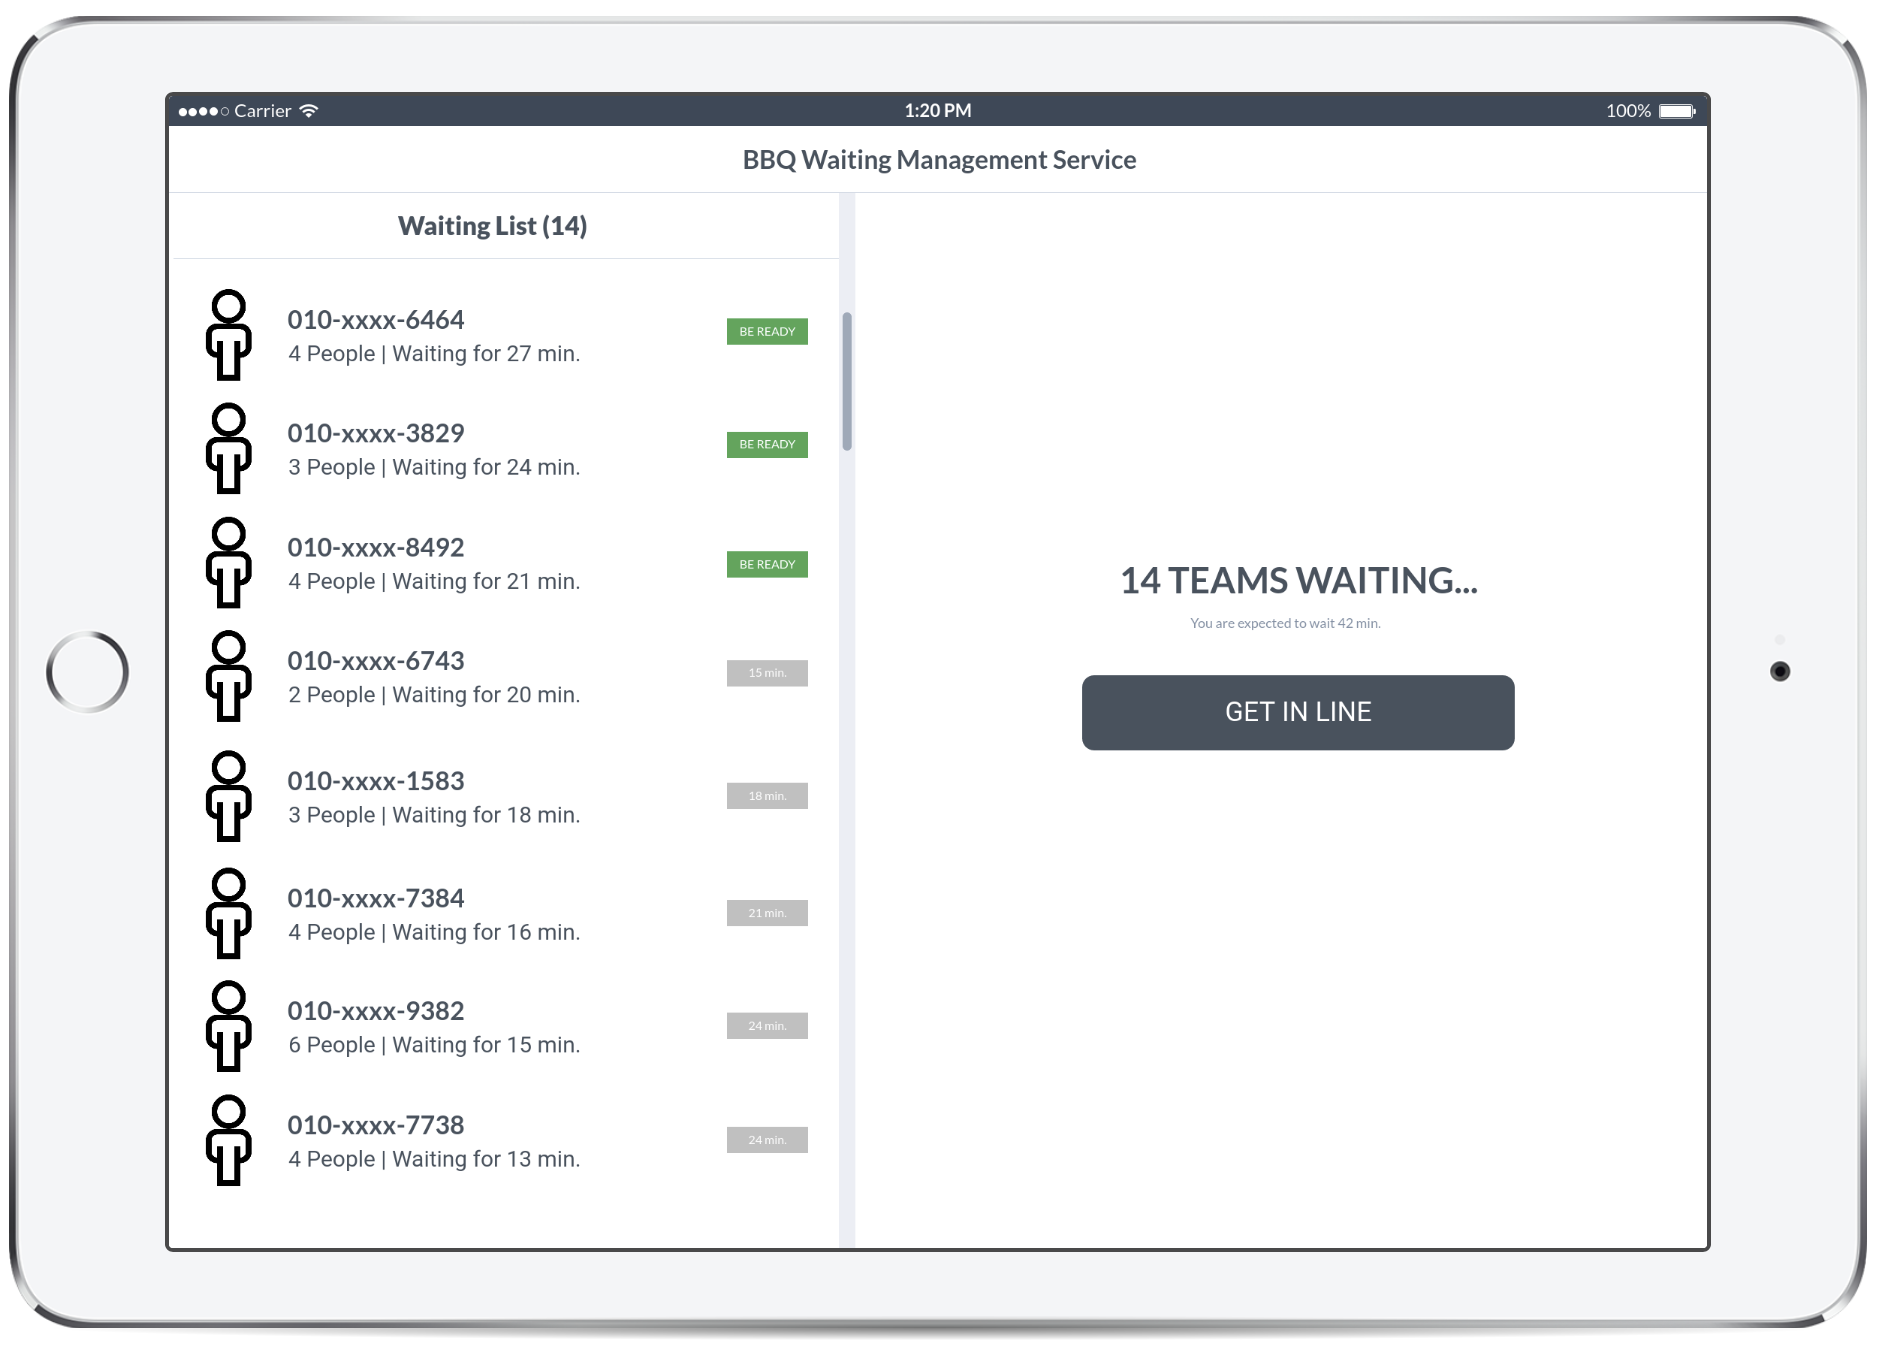 Carrier
1:20 PM
100%
BBQ Waiting Management Service
Waiting List (14)
010-xxxx-6464
4 People | Waiting for 27 min.
BE READY
010-xxxx-3829
3 People | Waiting for 24 min.
BE READY
010-xxxx-8492
4 People | Waiting for 21 min.
BE READY
010-xxxx-6743
2 People | Waiting for 20 min.
15 min.
010-xxxx-1583
3 People | Waiting for 18 min.
18 min.
010-xxxx-7384
4 People | Waiting for 16 min.
21 min.
010-xxxx-9382
6 People | Waiting for 15 min.
24 min.
010-xxxx-7738
4 People | Waiting for 13 min.
24 min.
14 TEAMS WAITING...
You are expected to wait 42 min.
GET IN LINE